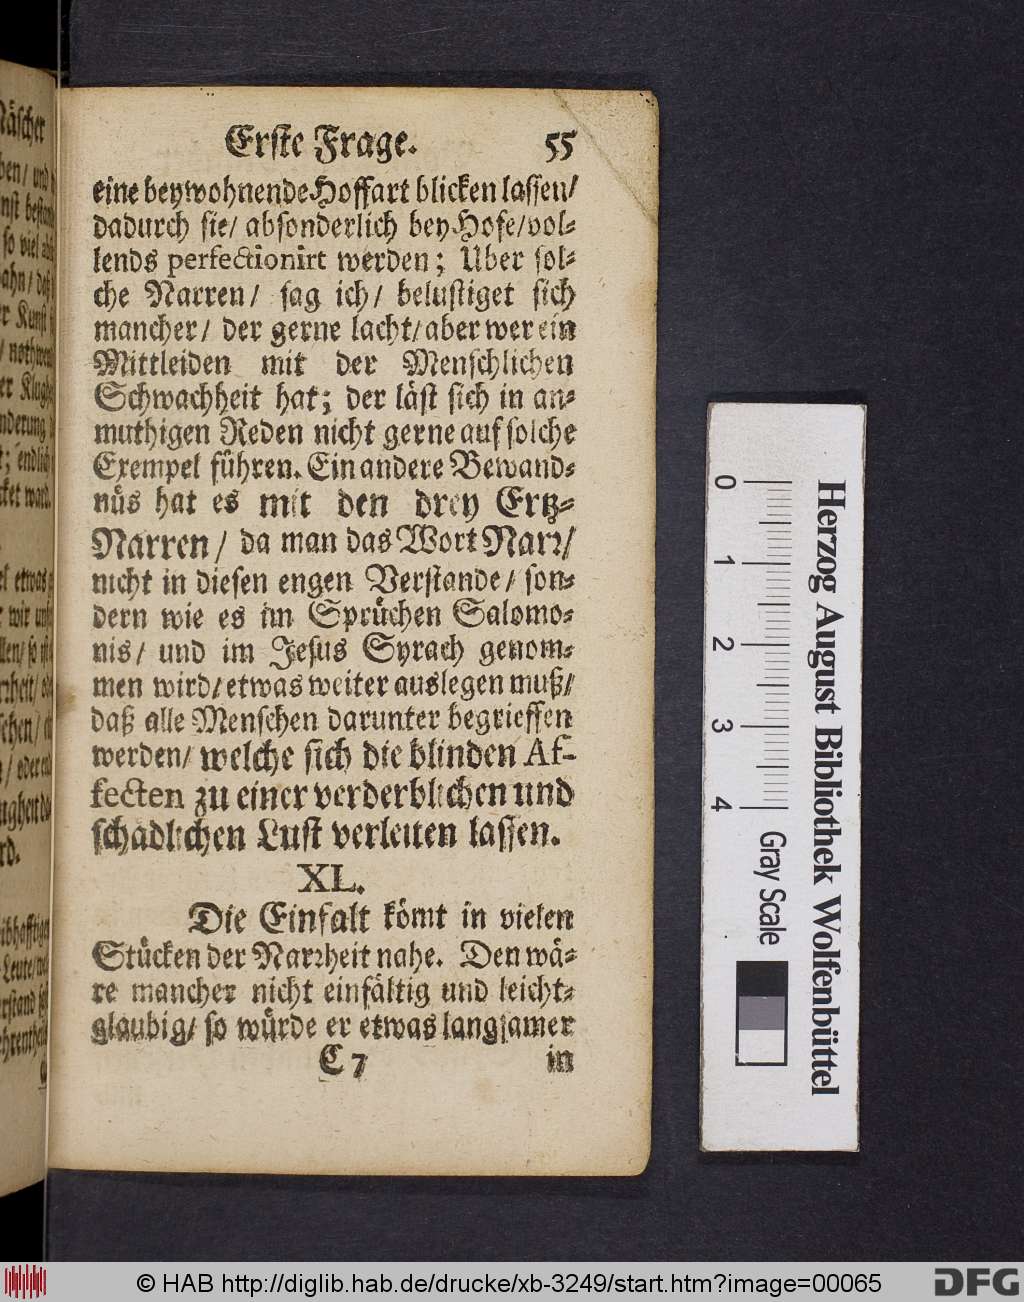 Erste Frage. 55
eine beywohnende Hoffart blicken lassen/
dadurch sie/ absonderlich bey Hofe/ vol-
lends perfectionirt werden; Uber sol-
che Narren/ sag ich/ belustiget sich
mancher/ der gerne lacht/ aber wer ein
Mittleiden mit der Menschlichen
Schwachheit hat; der läst sich in an-
muthigen Reden nicht gerne auf solche
Exempel führen. Ein andere Bewand-
nüs hat es mit den drey Ertz-
Narren/ da man das Wort Narr/
nicht in diesen engen Verstande/ son-
dern wie es im Sprüchen Salomo-
nis/ und im Jesus Syrach genom-
men wird/ etwas weiter auslegen muß/
daß alle Menschen darunter begrieffen
werden/ welche sich die blinden Af-
fecten zu einer verderblichen und
schädlichen Lust verleiten lassen.
XL.
Die Einfalt kömt in vielen
Stücken der Narrheit nahe. Den wä-
re mancher nicht einfältig und leicht-
glaubig/ so würde er etwas langsamer
C 7 in
Näscher
0 1 2 3 4
Gray Scale
Herzog August Bibliothek Wolfenbüttel
© HAB http://diglib.hab.de/drucke/xb-3249/start.htm?image=00065
DFG